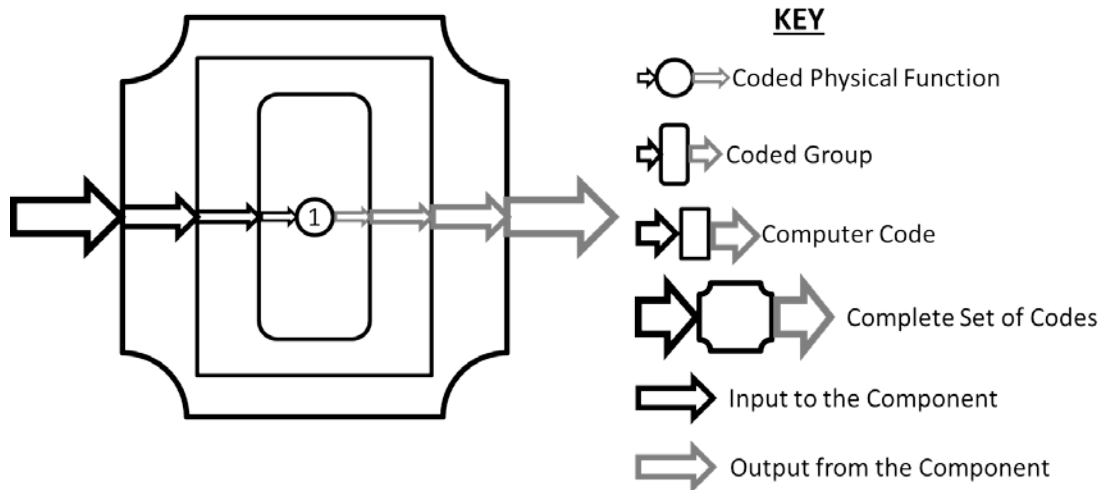 KEY
Coded Physical Function
Coded Group
1
Computer Code
Complete Set of Codes
Input to the Component
Output from the Component